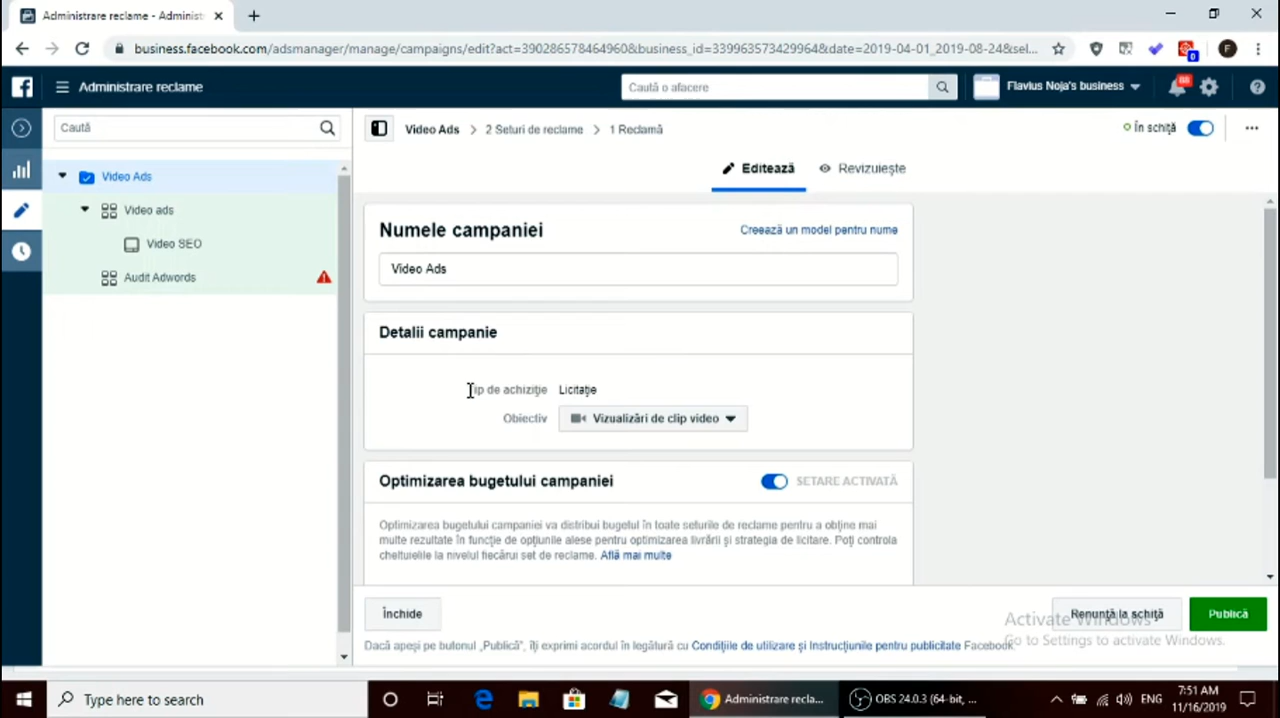 Administrare reclame - Administ
business.facebook.com/adsmanager/manage/campaigns/edit?act=390286578464960&business_id=3399635734299648&date=2019-04-01_2019-08-24&sel...
F
Administrare reclame
Caută o afacere
Flavius Noja's business
Caută
Video Ads > 2 Seturi de reclame > 1 Reclamă
În schiță
Video Ads
Video ads
Video SEO
Audit Adwords
Editează
Revizuiește
Numele campaniei
Creează un model pentru nume
Video Ads
Detalii campanie
Tip de achiziție Licitație
Obiectiv Vizualizări de clip video
Optimizarea bugetului campaniei
SETARE ACTIVATĂ
Optimizarea bugetului campaniei va distribui bugetul în toate seturile de reclame pentru a obține mai
multe rezultate în funcție de opțiunile alese pentru optimizarea livrării și strategia de licitare. Poți controla
cheltuielile la nivelul fiecărui set de reclame. Află mai multe
Închide
Renunță la schiță
Publică
Activate Windows
Go to Settings to activate Windows.
Dacă apeși pe butonul „Publică”, îți exprimi acordul în legătură cu Condițiile de utilizare și Instrucțiunile pentru publicitate Facebook
Type here to search
Administrare recla...
OBS 24.0.3 (64-bit, ...
ENG
7:51 AM
11/16/2019